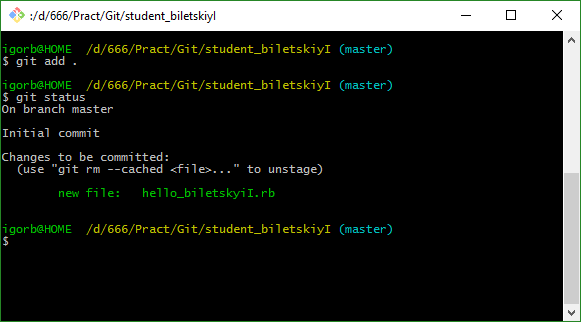 :/d/666/Pract/Git/student_biletskiyI
igorb@HOME  /d/666/Pract/Git/student_biletskiyI (master)
$ git add .
igorb@HOME  /d/666/Pract/Git/student_biletskiyI (master)
$ git status
On branch master
Initial commit
Changes to be committed:
  (use "git rm --cached <file>..." to unstage)
        new file:   hello_biletskyiI.rb
igorb@HOME  /d/666/Pract/Git/student_biletskiyI (master)
$